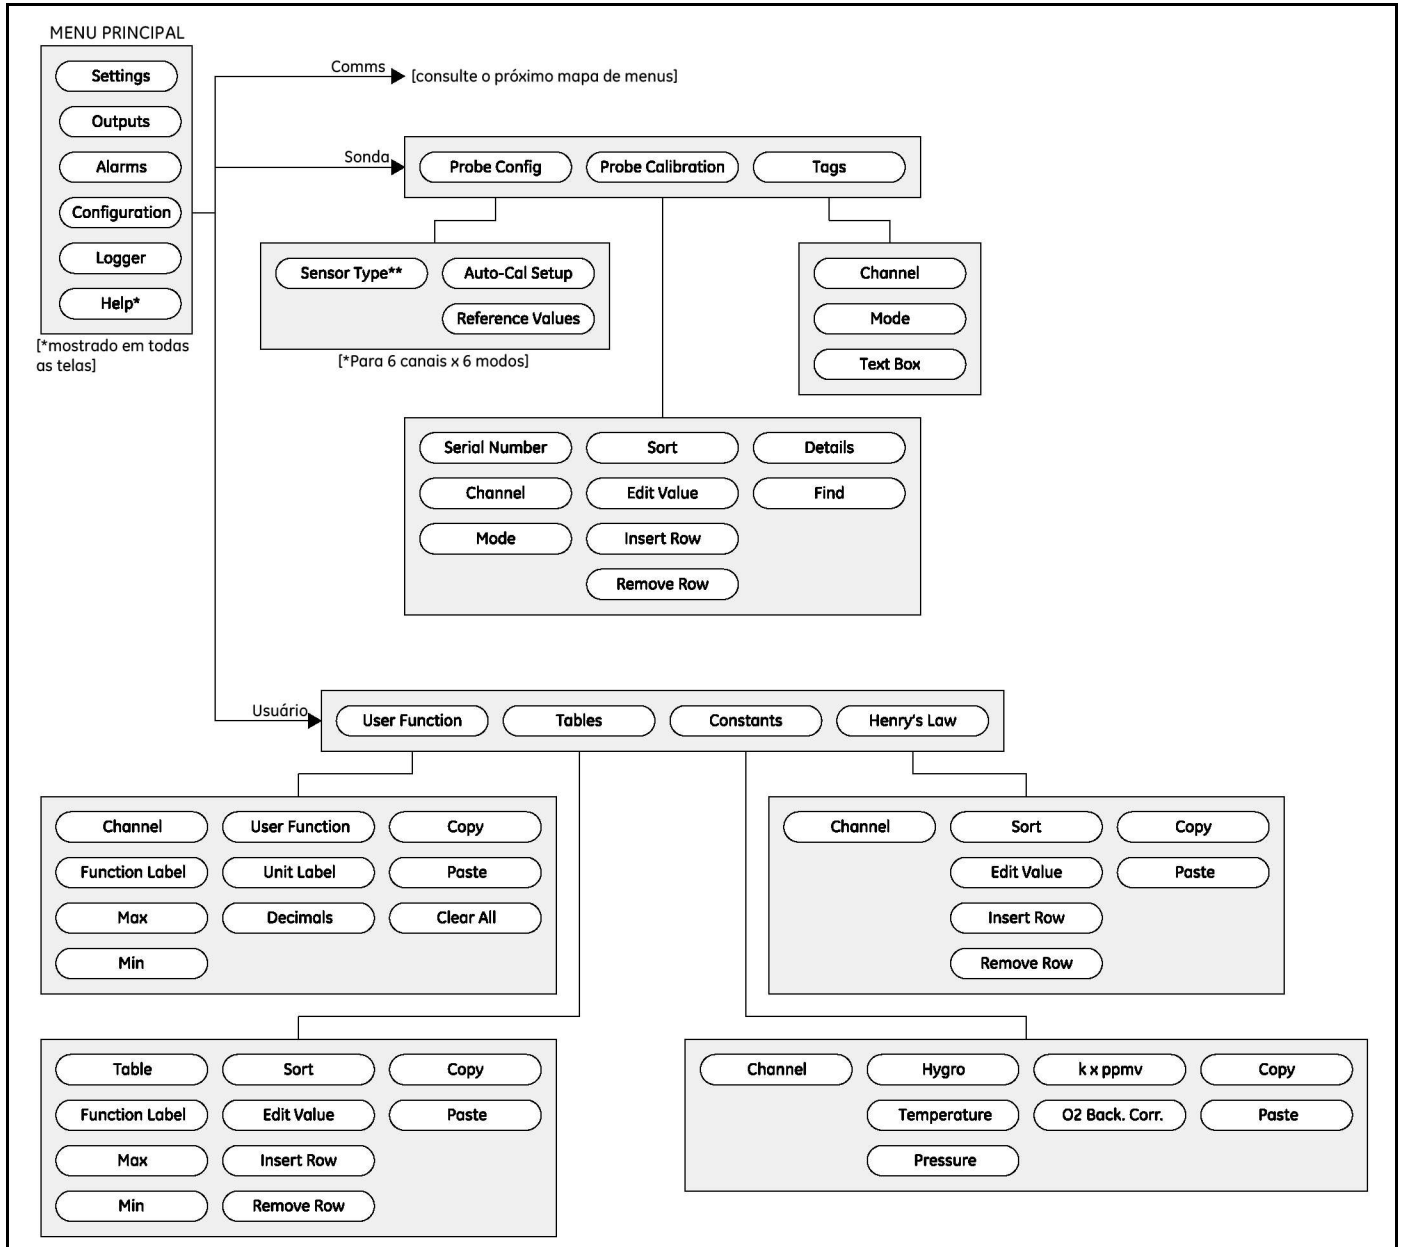 MENU PRINCIPAL
Settings
Outputs
Alarms
Configuration
Logger
Help*
[*mostrado em todas
as telas]
Comms
[consulte o próximo mapa de menus]
Sonda
Probe Config
Probe Calibration
Tags
Sensor Type**
Auto-Cal Setup
Reference Values
[*Para 6 canais x 6 modos]
Channel
Mode
Text Box
Serial Number
Sort
Details
Channel
Edit Value
Find
Mode
Insert Row
Remove Row
Usuário
User Function
Tables
Constants
Henry's Law
Channel
User Function
Copy
Function Label
Unit Label
Paste
Max
Decimals
Clear All
Min
Channel
Sort
Copy
Edit Value
Paste
Insert Row
Remove Row
Table
Sort
Copy
Function Label
Edit Value
Paste
Max
Insert Row
Min
Remove Row
Channel
Hygro
k x ppmv
Copy
Temperature
O2 Back. Corr.
Paste
Pressure